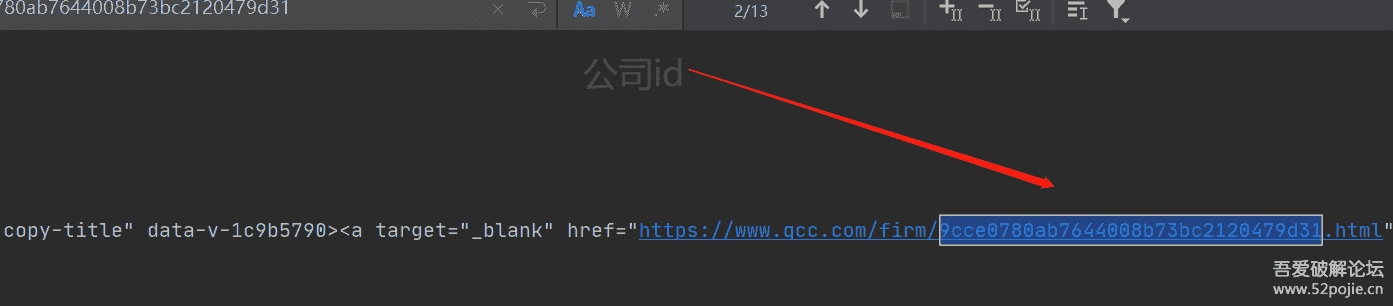 780ab7644008b73bc2120479d31 Aa W .* 2/13
公司id
copy-title" data-v-1c9b5790><a target="_blank" href="https://www.qcc.com/firm/9cce0780ab7644008b73bc2120479d31.html"
吾爱破解论坛
www.52pojie.cn